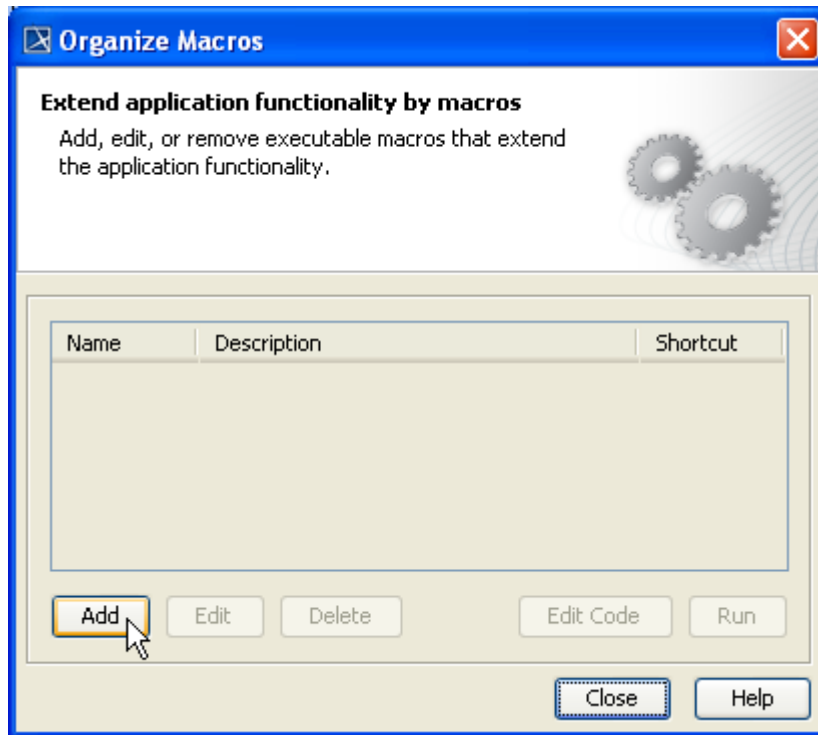 Organize Macros
Extend application functionality by macros
Add, edit, or remove executable macros that extend
the application functionality.
Name Description Shortcut
Add Edit Delete Edit Code Run
Close Help